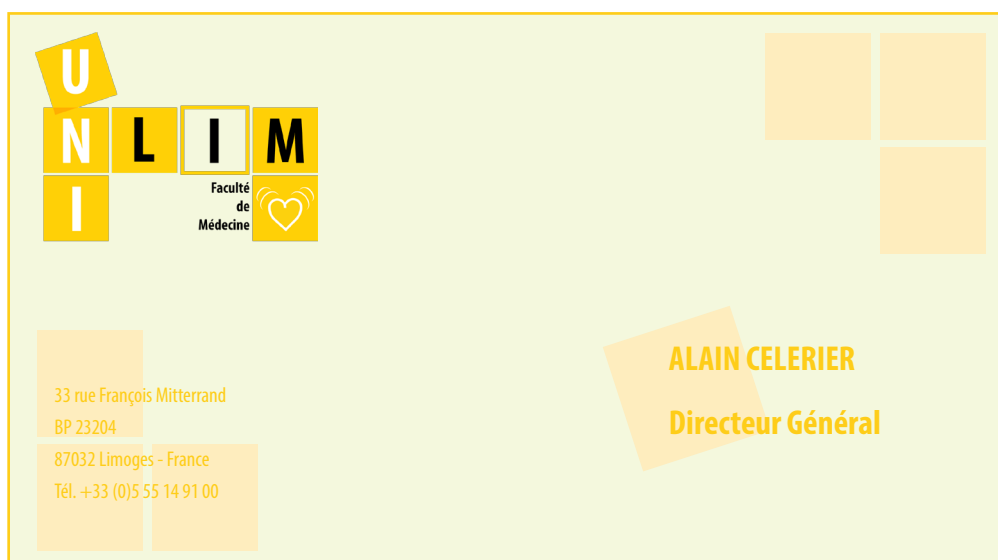 U
N L I M
I
Faculté
de
Médecine
ALAIN CELERIER
Directeur Général
33 rue François Mitterrand
BP 23204
87032 Limoges - France
Tél. +33 (0)5 55 14 91 00